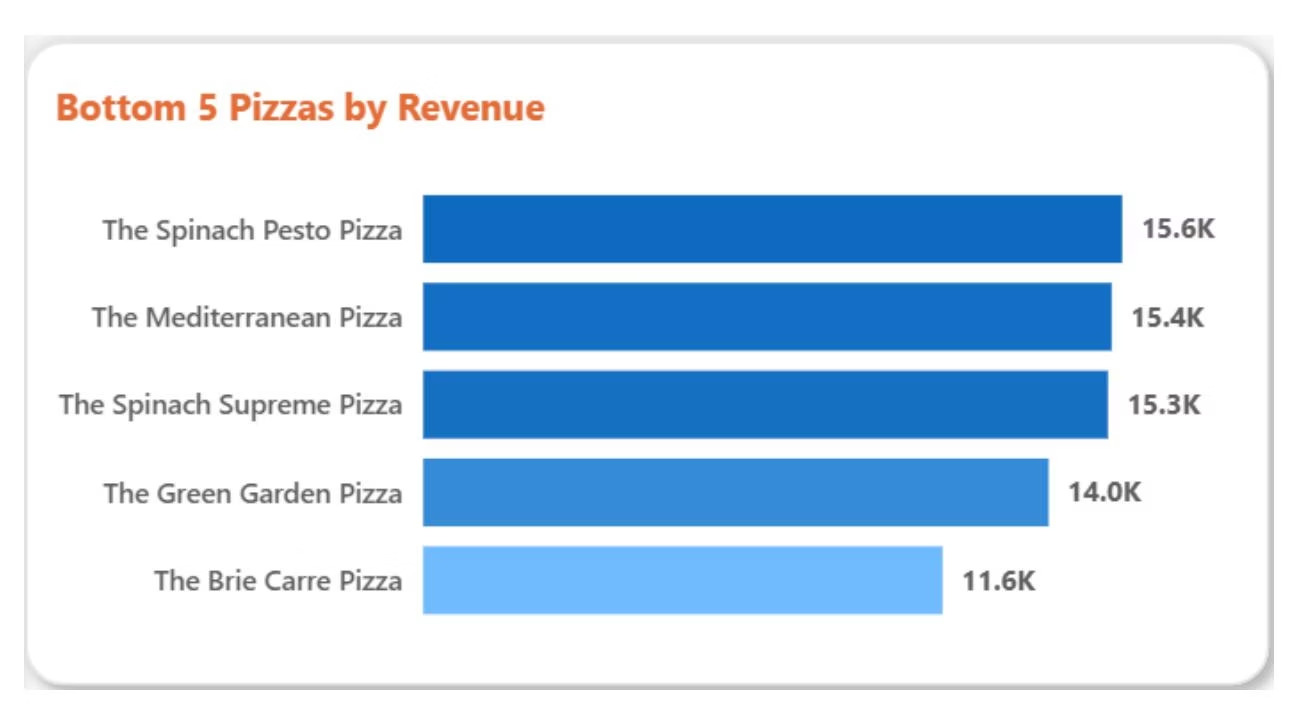 Bottom 5 Pizzas by Revenue
The Spinach Pesto Pizza 15.6K
The Mediterranean Pizza 15.4K
The Spinach Supreme Pizza 15.3K
The Green Garden Pizza 14.0K
The Brie Carre Pizza 11.6K